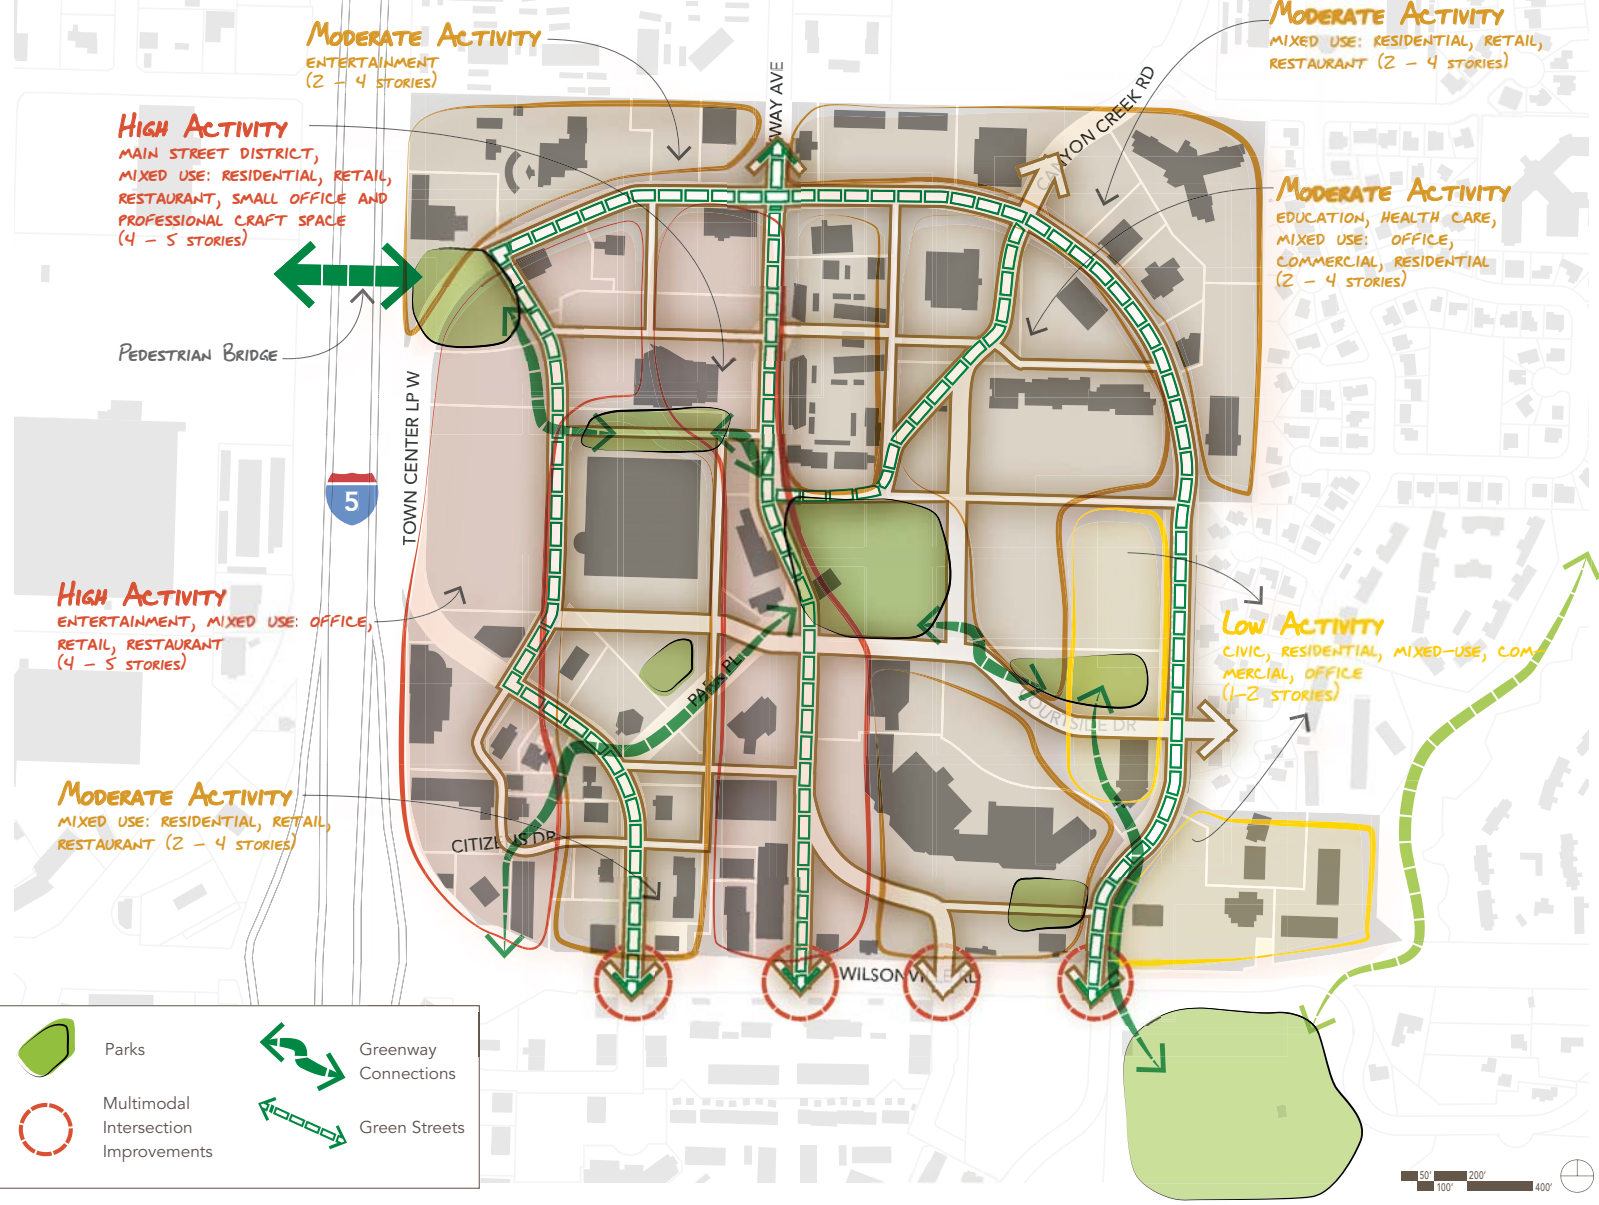 MODERATE ACTIVITY
ENTERTAINMENT
(2 – 4 STORIES)
MODERATE ACTIVITY
MIXED USE: RESIDENTIAL, RETAIL,
RESTAURANT (2 – 4 STORIES)
HIGH ACTIVITY
MAIN STREET DISTRICT,
MIXED USE: RESIDENTIAL, RETAIL,
RESTAURANT, SMALL OFFICE AND
PROFESSIONAL CRAFT SPACE
(4 – 5 STORIES)
WAY AVE
CANYON CREEK RD
MODERATE ACTIVITY
EDUCATION, HEALTH CARE,
MIXED USE: OFFICE,
COMMERCIAL, RESIDENTIAL
(2 – 4 STORIES)
PEDESTRIAN BRIDGE
TOWN CENTER LP W
5
HIGH ACTIVITY
ENTERTAINMENT, MIXED USE: OFFICE,
RETAIL, RESTAURANT
(4 – 5 STORIES)
LOW ACTIVITY
CIVIC, RESIDENTIAL, MIXED-USE, COM-
MERCIAL, OFFICE
(1-2 STORIES)
PARK PL
COURTSIDE DR
MODERATE ACTIVITY
MIXED USE: RESIDENTIAL, RETAIL,
RESTAURANT (2 – 4 STORIES)
CITIZENS DR
Parks
Greenway
Connections
Multimodal
Intersection
Improvements
Green Streets
50' 200'
100' 400'